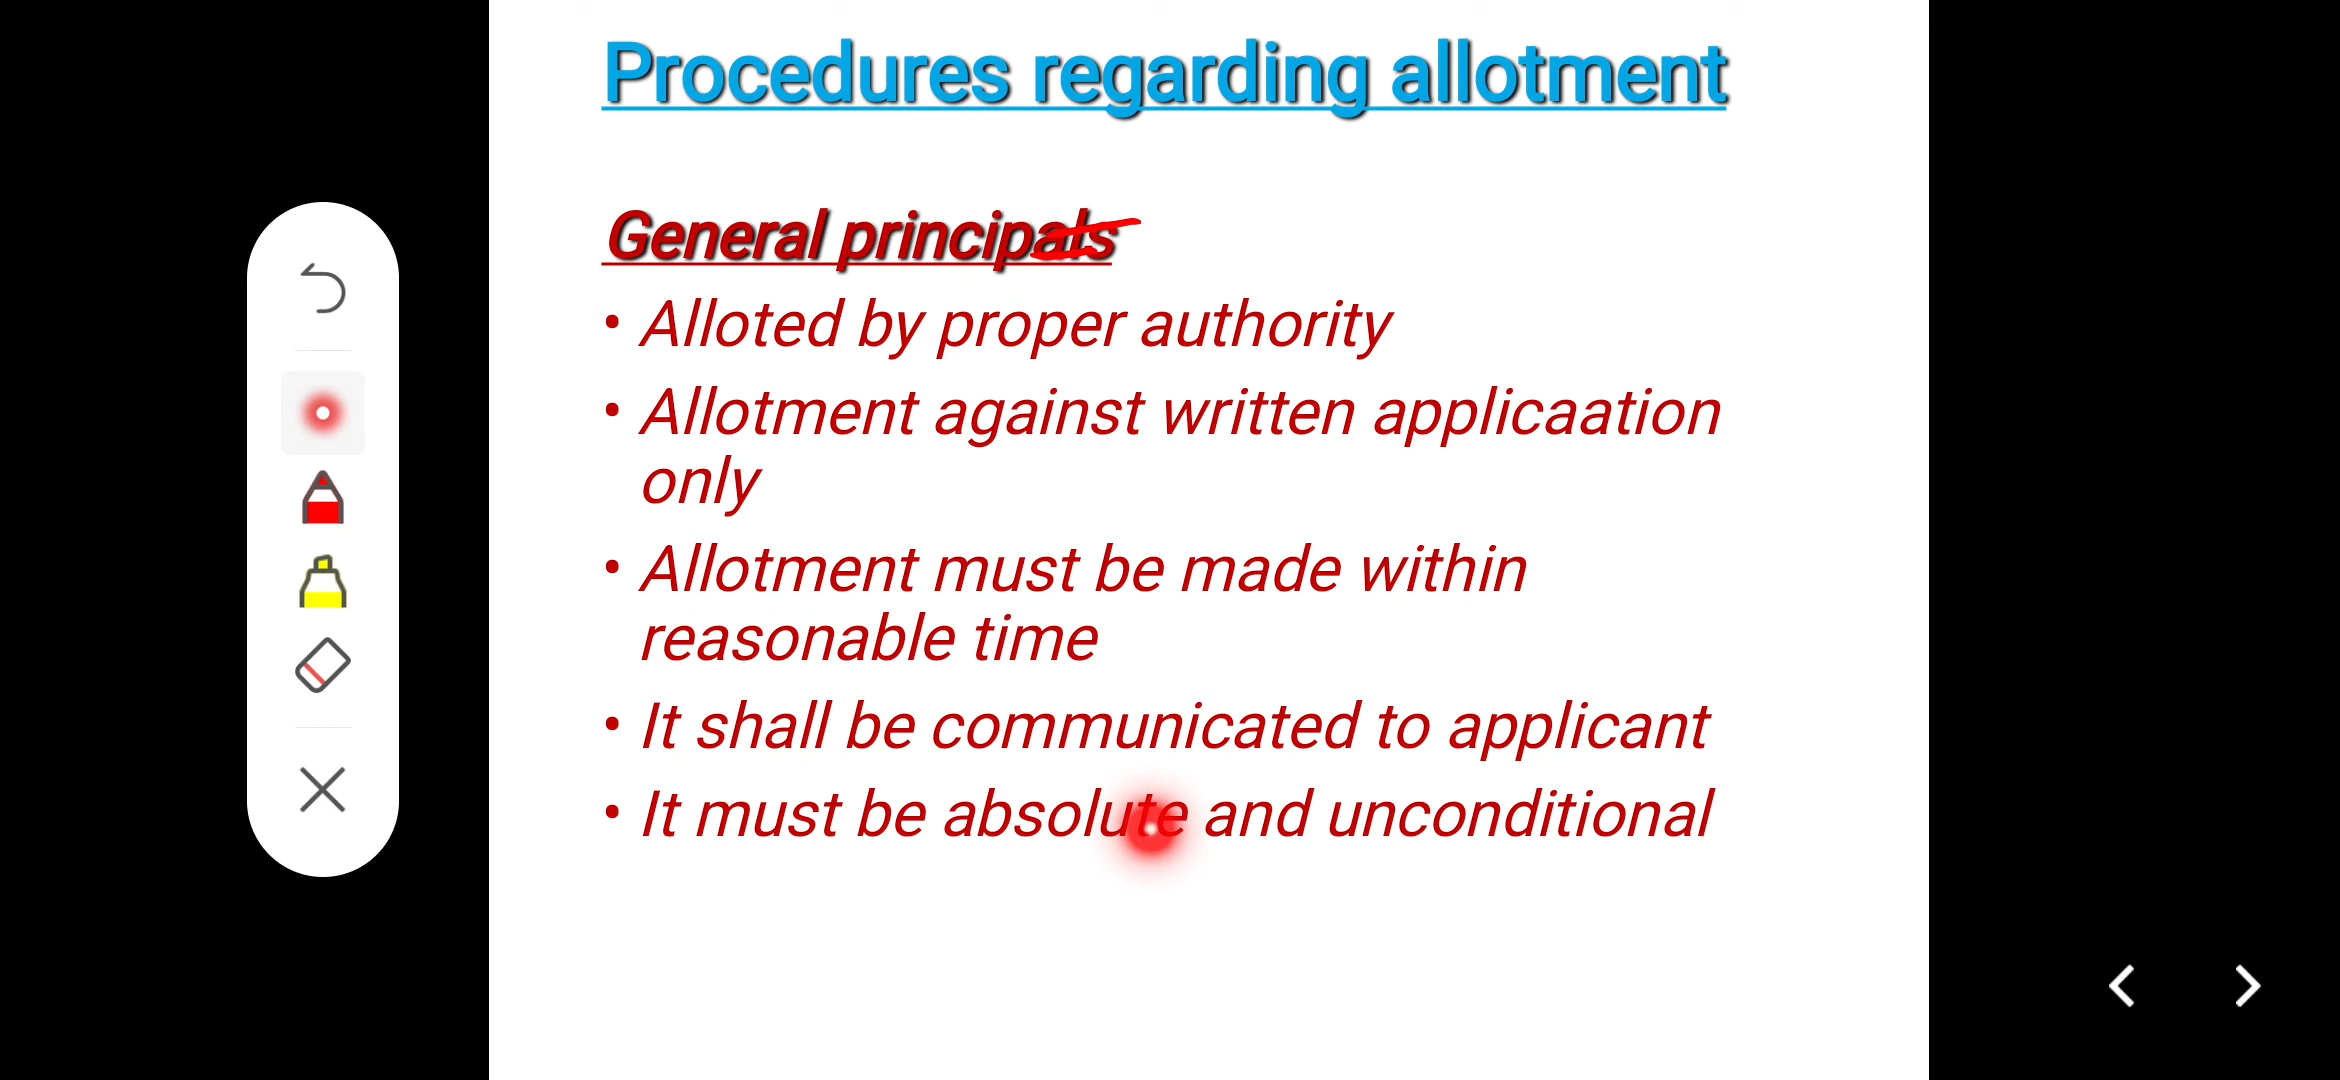 Procedures regarding allotment
General principals
• Alloted by proper authority
• Allotment against written applicaation
only
• Allotment must be made within
reasonable time
• It shall be communicated to applicant
• It must be absolute and unconditional